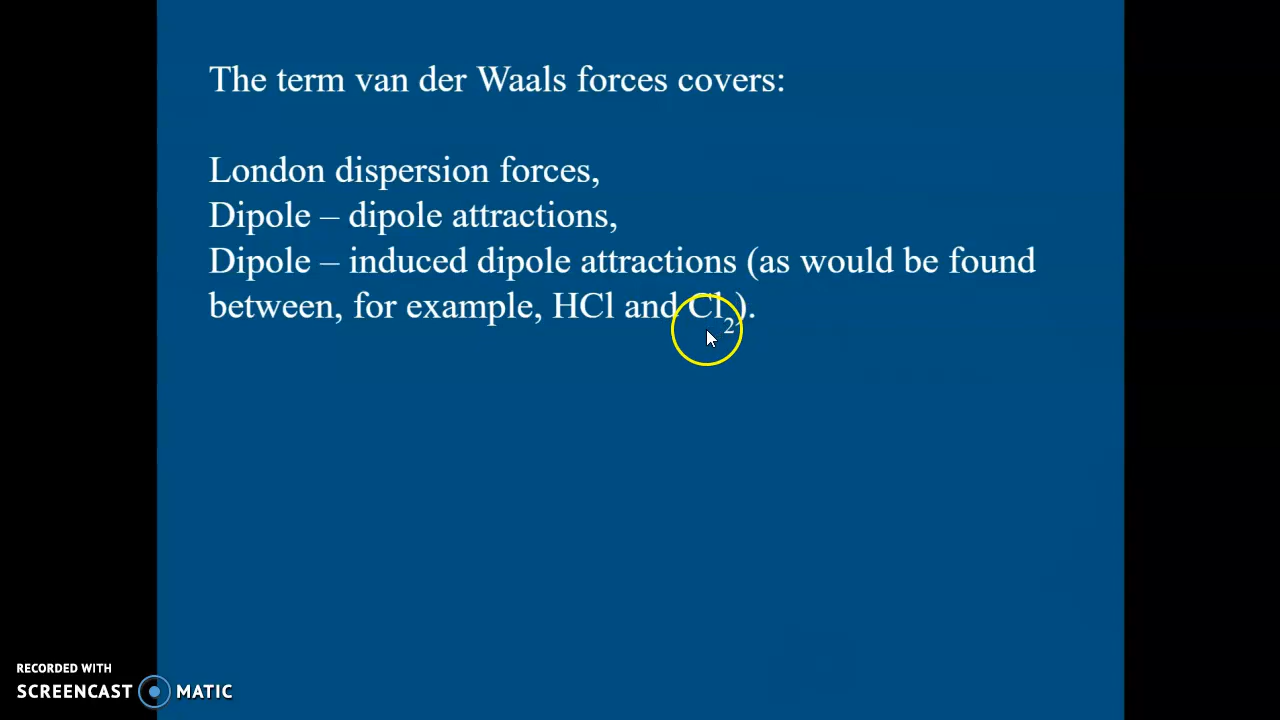 The term van der Waals forces covers:
London dispersion forces,
Dipole – dipole attractions,
Dipole – induced dipole attractions (as would be found
between, for example, HCl and Cl₂).
RECORDED WITH
SCREENCAST MATIC